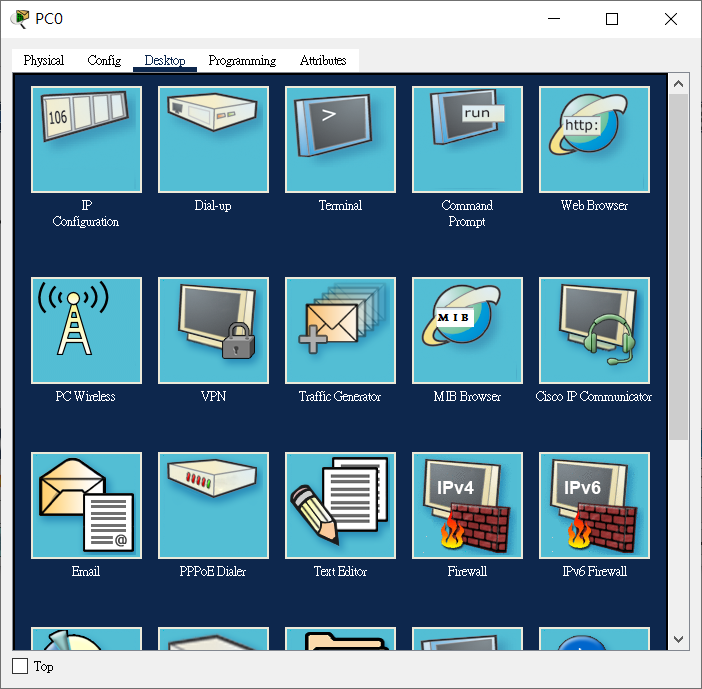 PC0
Physical Config Desktop Programming Attributes
106
>
run
http:
IP
Configuration
Dial-up
Terminal
Command
Prompt
Web Browser
MIB
PC Wireless
VPN
Traffic Generator
MIB Browser
Cisco IP Communicator
@
IPv4
IPv6
Email
PPPoE Dialer
Text Editor
Firewall
IPv6 Firewall
Top